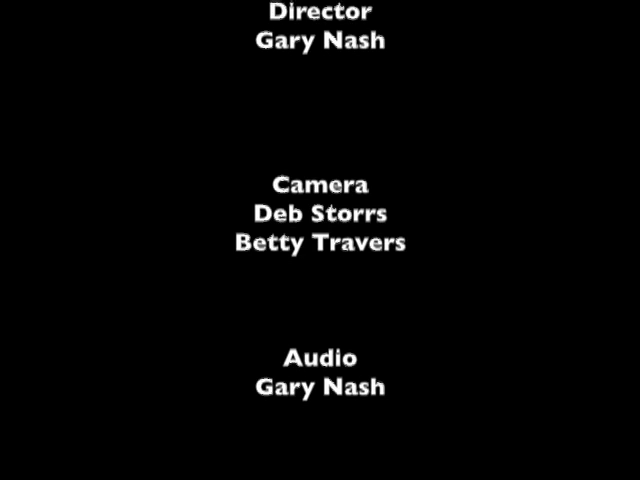 Director
Gary Nash
Camera
Deb Storrs
Betty Travers
Audio
Gary Nash